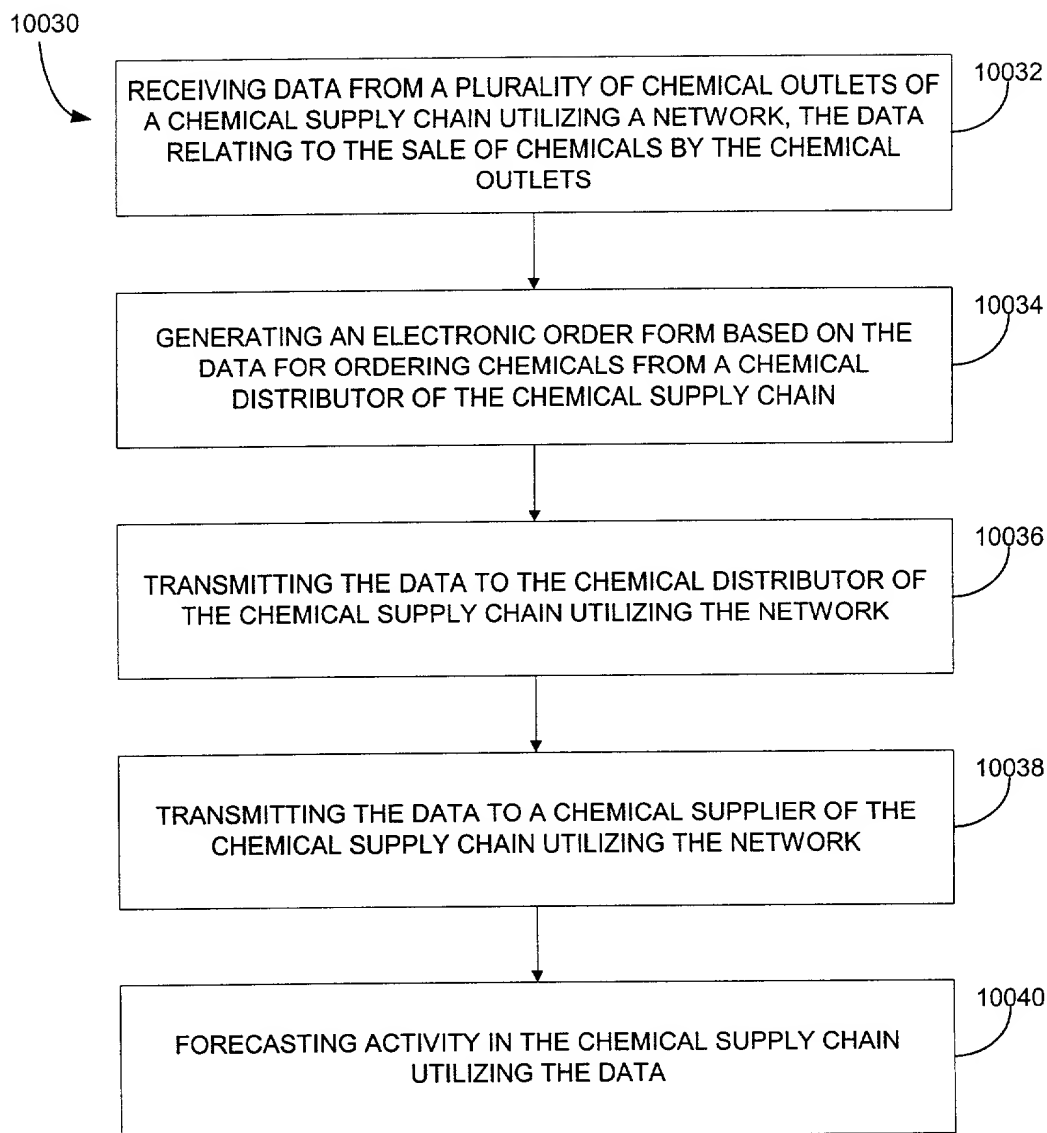 10030
10032
RECEIVING DATA FROM A PLURALITY OF CHEMICAL OUTLETS OF
A CHEMICAL SUPPLY CHAIN UTILIZING A NETWORK, THE DATA
RELATING TO THE SALE OF CHEMICALS BY THE CHEMICAL
OUTLETS
10034
GENERATING AN ELECTRONIC ORDER FORM BASED ON THE
DATA FOR ORDERING CHEMICALS FROM A CHEMICAL
DISTRIBUTOR OF THE CHEMICAL SUPPLY CHAIN
10036
TRANSMITTING THE DATA TO THE CHEMICAL DISTRIBUTOR OF
THE CHEMICAL SUPPLY CHAIN UTILIZING THE NETWORK
10038
TRANSMITTING THE DATA TO A CHEMICAL SUPPLIER OF THE
CHEMICAL SUPPLY CHAIN UTILIZING THE NETWORK
10040
FORECASTING ACTIVITY IN THE CHEMICAL SUPPLY CHAIN
UTILIZING THE DATA